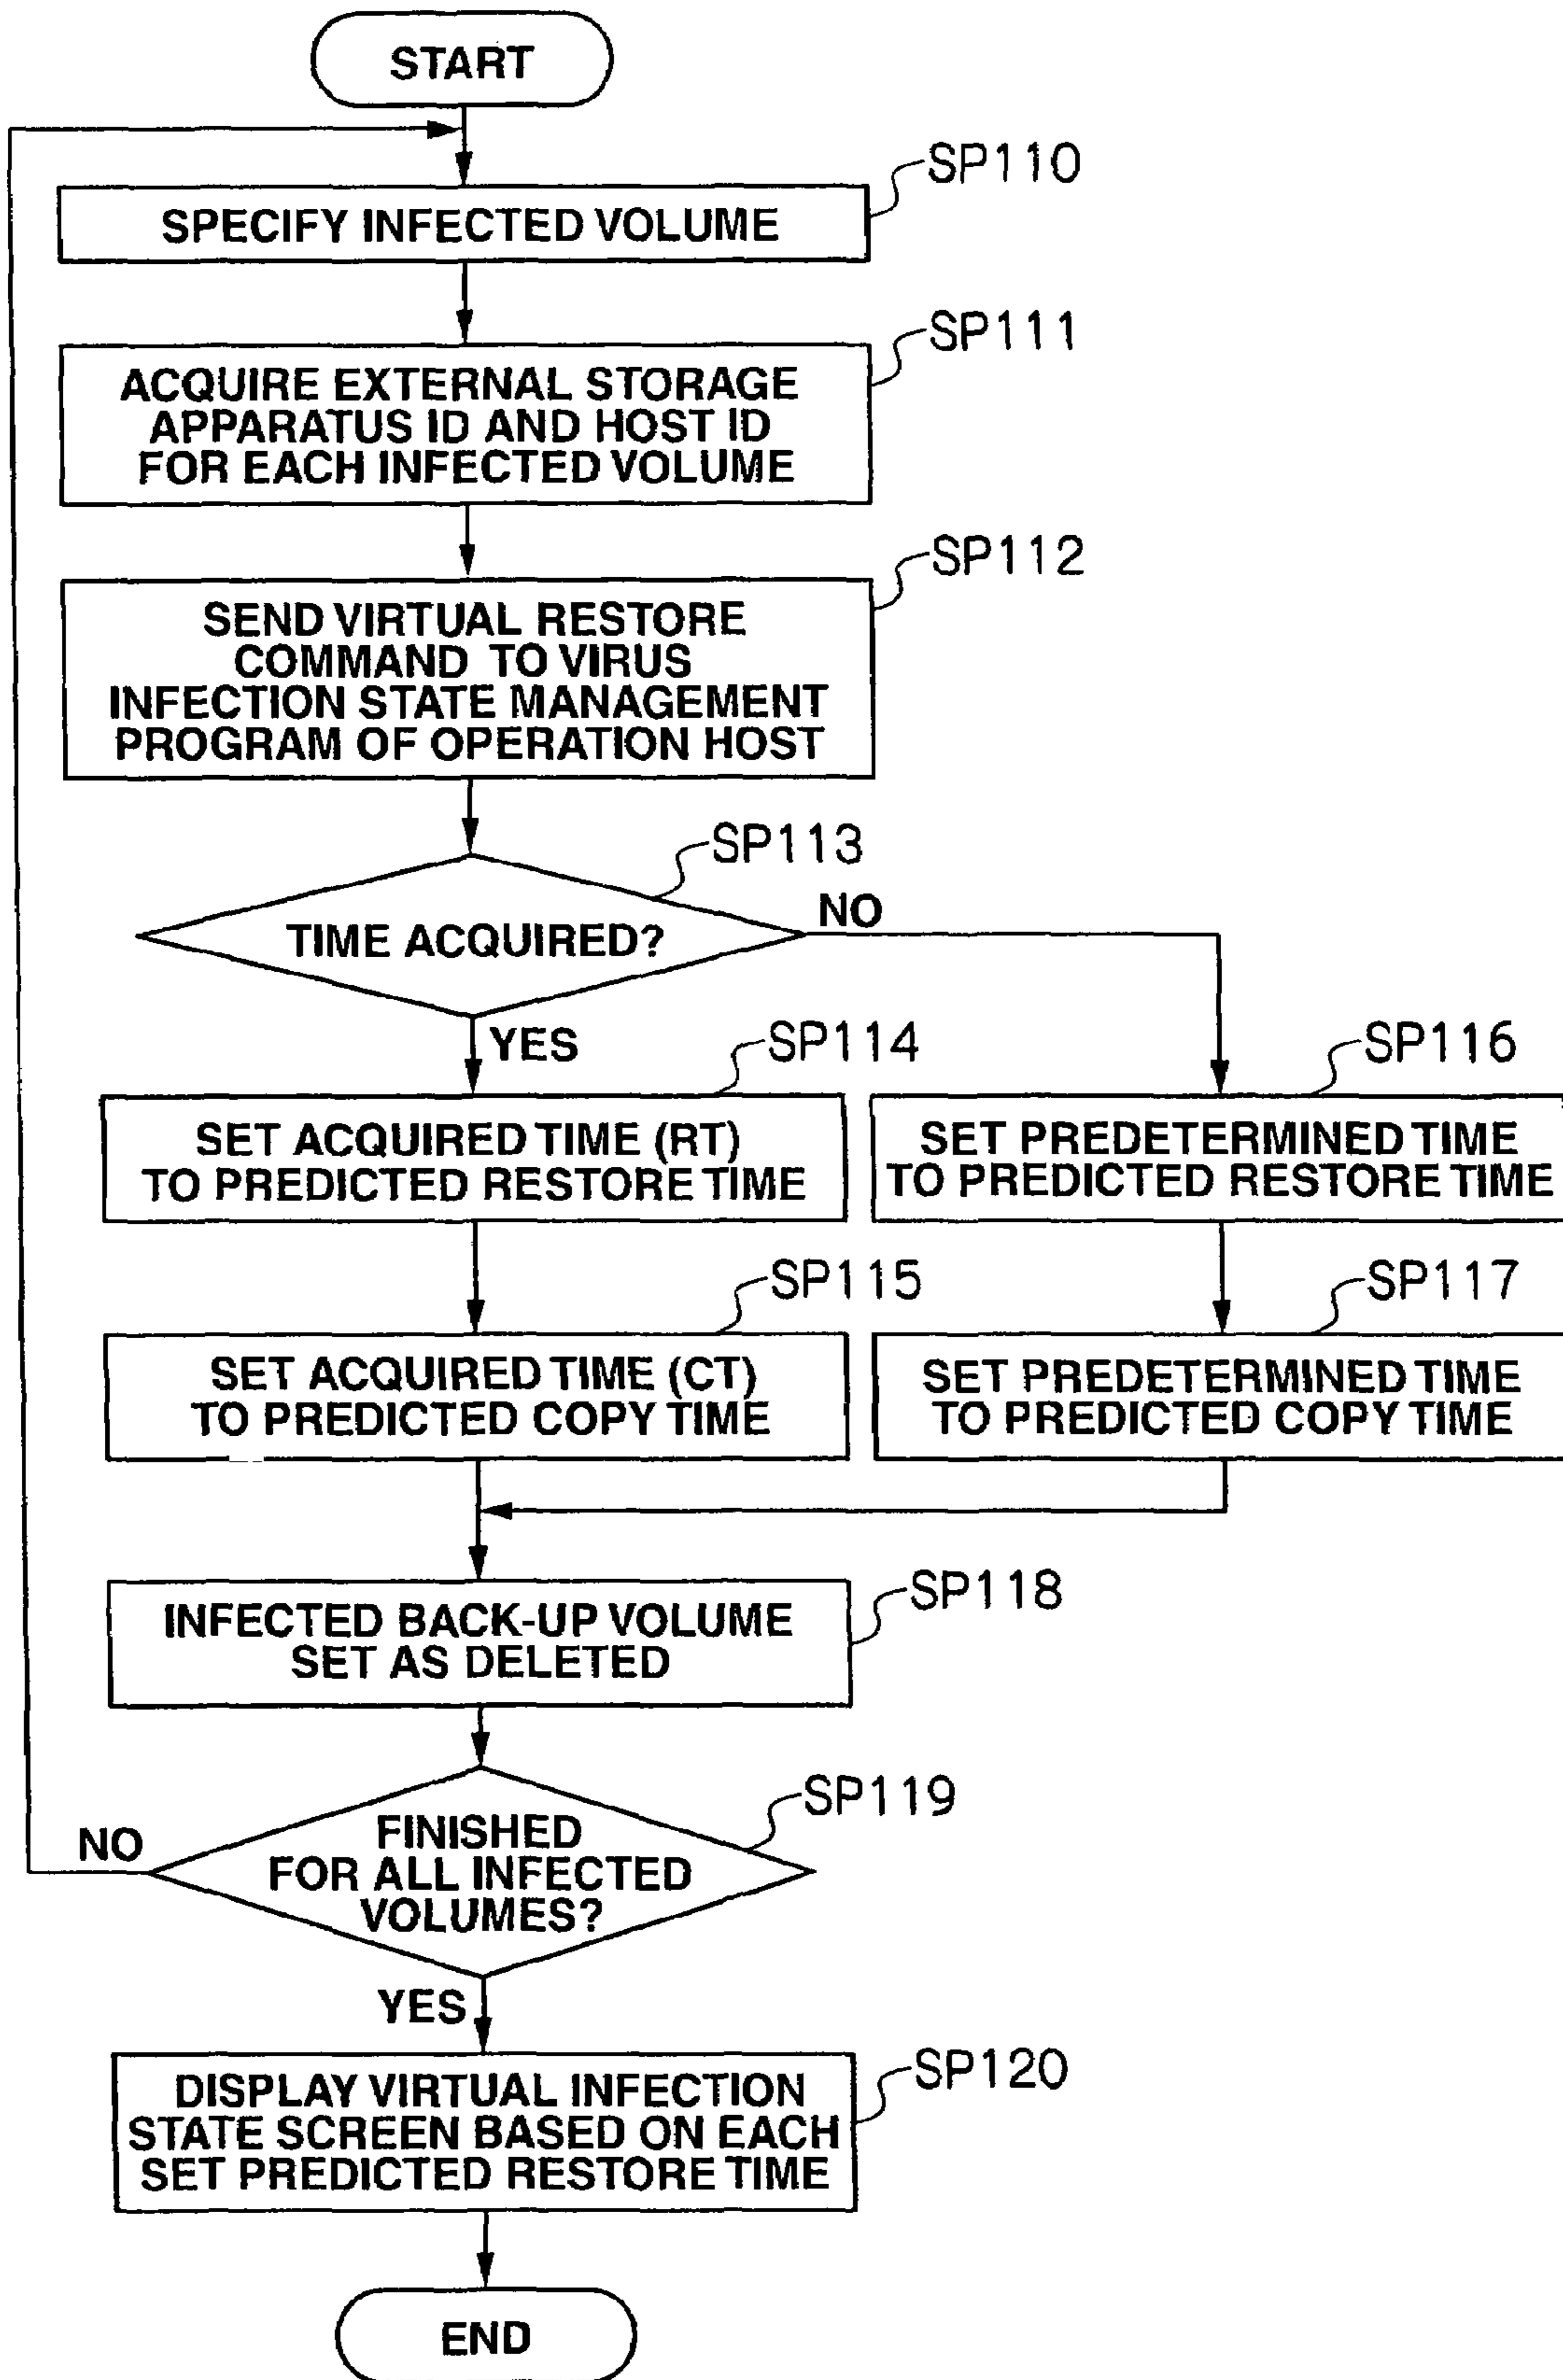 START
SP110
SPECIFY INFECTED VOLUME
SP111
ACQUIRE EXTERNAL STORAGE
APPARATUS ID AND HOST ID
FOR EACH INFECTED VOLUME
SP112
SEND VIRTUAL RESTORE
COMMAND TO VIRUS
INFECTION STATE MANAGEMENT
PROGRAM OF OPERATION HOST
SP113
TIME ACQUIRED?
NO
YES
SP114
SET ACQUIRED TIME (RT)
TO PREDICTED RESTORE TIME
SP116
SET PREDETERMINED TIME
TO PREDICTED RESTORE TIME
SP115
SET ACQUIRED TIME (CT)
TO PREDICTED COPY TIME
SP117
SET PREDETERMINED TIME
TO PREDICTED COPY TIME
SP118
INFECTED BACK-UP VOLUME
SET AS DELETED
SP119
FINISHED
FOR ALL INFECTED
VOLUMES?
NO
YES
SP120
DISPLAY VIRTUAL INFECTION
STATE SCREEN BASED ON EACH
SET PREDICTED RESTORE TIME
END